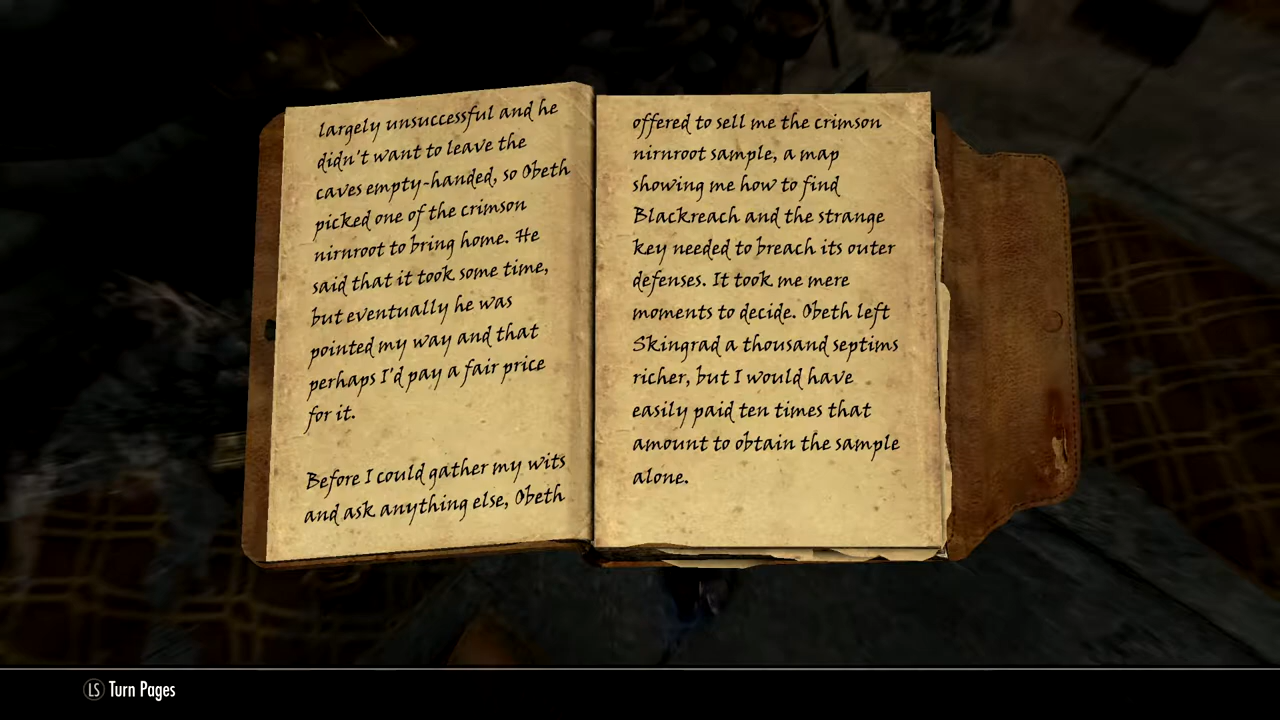 largely unsuccessful and he
didn't want to leave the
caves empty-handed, so Obeth
picked one of the crimson
nirnroot to bring home. He
said that it took some time,
but eventually he was
pointed my way and that
perhaps I'd pay a fair price
for it.
Before I could gather my wits
and ask anything else, Obeth
offered to sell me the crimson
nirnroot sample, a map
showing me how to find
Blackreach and the strange
key needed to breach its outer
defenses. It took me mere
moments to decide. Obeth left
Skingrad a thousand septims
richer, but I would have
easily paid ten times that
amount to obtain the sample
alone.
LS Turn Pages